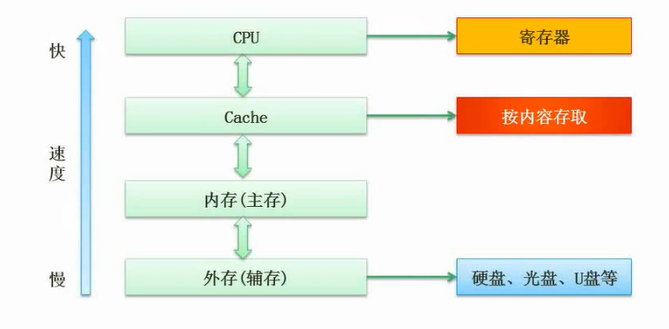 快
CPU
寄存器
Cache
按内容存取
速
度
内存(主存)
慢
外存(辅存)
硬盘、光盘、U盘等